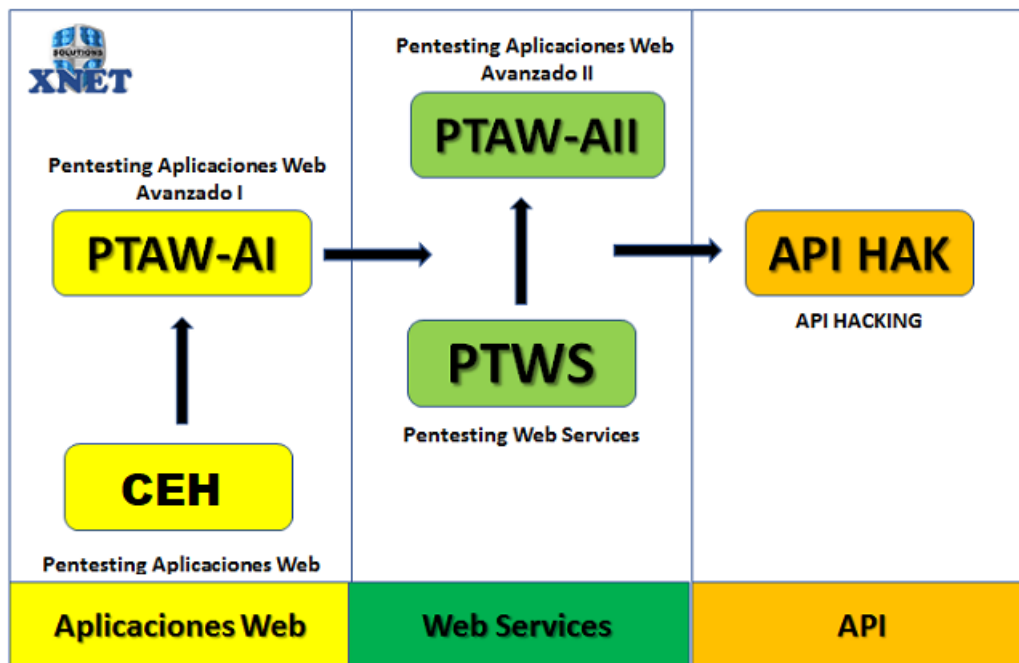 SOLUTIONS
XNET
Pentesting Aplicaciones Web
Avanzado I
PTAW-AI
CEH
Pentesting Aplicaciones Web
Aplicaciones Web
Pentesting Aplicaciones Web
Avanzado II
PTAW-AII
PTWS
Pentesting Web Services
Web Services
API HAK
API HACKING
API